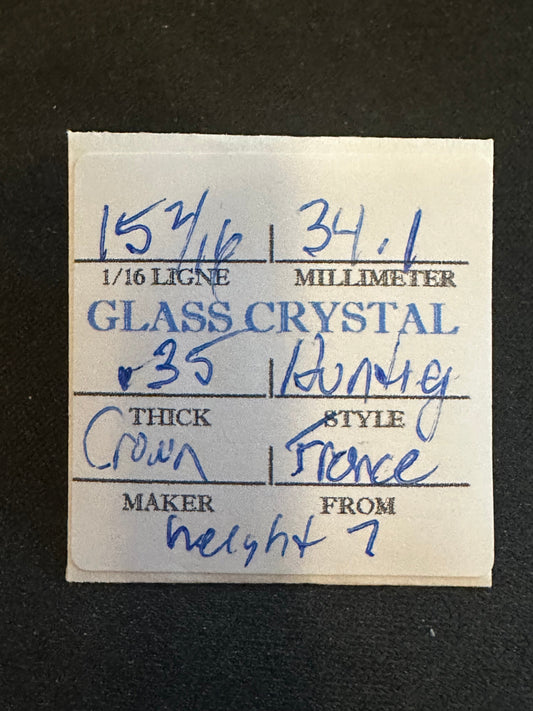 15 2/16 34.1
1/16 LIGNE MILLIMETER
GLASS CRYSTAL
.35 Huntig
THICK STYLE
Crown France
MAKER FROM
height 7